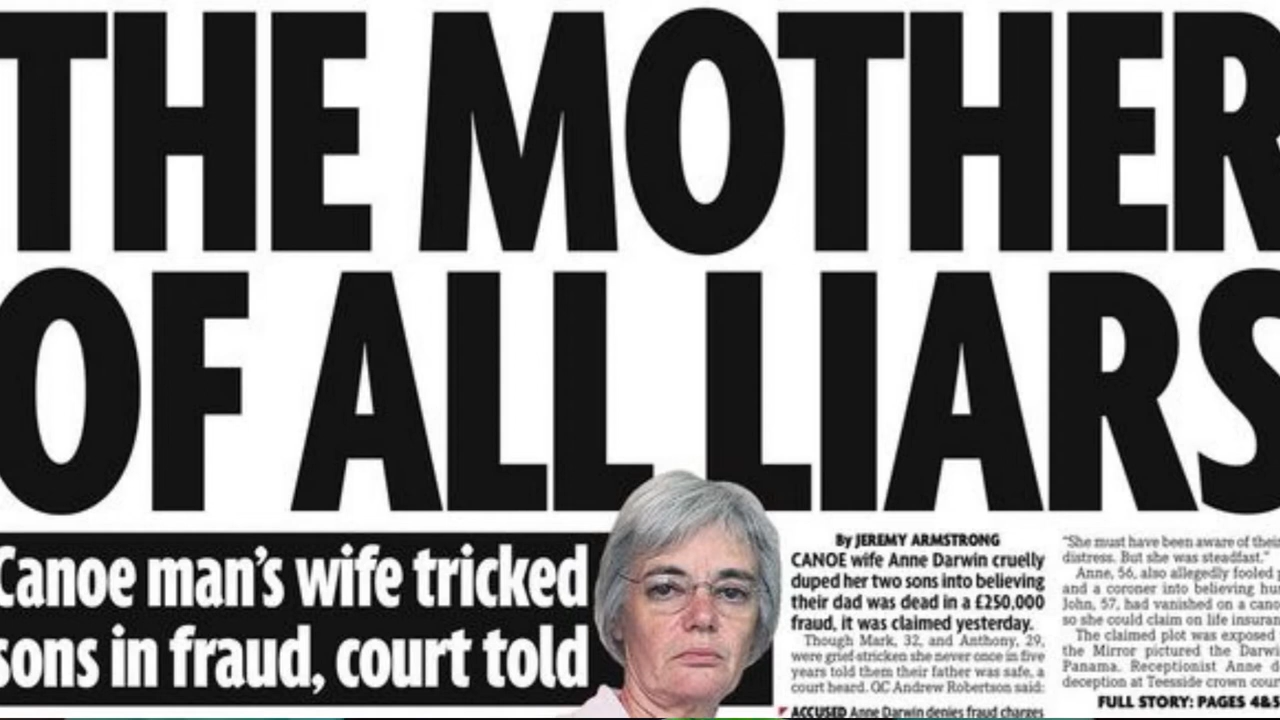 THE MOTHER
OF ALL LIARS
Canoe man's wife tricked
sons in fraud, court told
By JEREMY ARMSTRONG
CANOE wife Anne Darwin cruelly
duped her two sons into believing
their dad was dead in a £250,000
fraud, it was claimed yesterday.
Though Mark, 32, and Anthony, 29,
were grief-stricken she never once in five
years told them their father was safe, a
court heard. QC Andrew Robertson said:
ACCUSED Anne Darwin denies fraud charges
"She must have been aware of their
distress. But she was steadfast."
Anne, 56, also allegedly fooled
and a coroner into believing
John, 57, had vanished on a
so she could claim on life
The claimed plot was exposed
the Mirror pictured the
Panama. Receptionist Anne
deception at Teesside crown
FULL STORY: PAGES 4&5